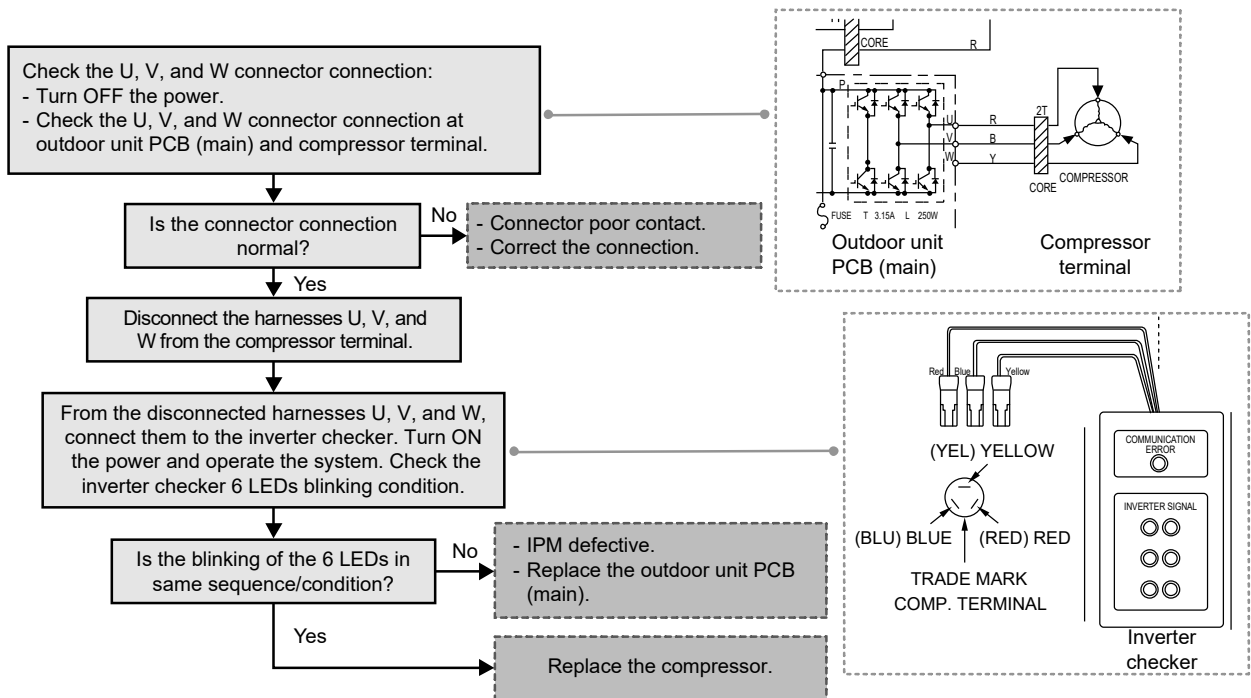 Check the U, V, and W connector connection:
- Turn OFF the power.
- Check the U, V, and W connector connection at
outdoor unit PCB (main) and compressor terminal.
Is the connector connection
normal?
No
- Connector poor contact.
- Correct the connection.
Yes
Disconnect the harnesses U, V, and
W from the compressor terminal.
From the disconnected harnesses U, V, and W,
connect them to the inverter checker. Turn ON
the power and operate the system. Check the
inverter checker 6 LEDs blinking condition.
Is the blinking of the 6 LEDs in
same sequence/condition?
No
- IPM defective.
- Replace the outdoor unit PCB
(main).
Yes
Replace the compressor.
CORE
R
P
U
R
2T
V
B
W
Y
CORE
COMPRESSOR
FUSE T 3.15A L 250W
Outdoor unit
PCB (main)
Compressor
terminal
Red Blue Yellow
(YEL) YELLOW
(BLU) BLUE
(RED) RED
TRADE MARK
COMP. TERMINAL
COMMUNICATION
ERROR
INVERTER SIGNAL
Inverter
checker